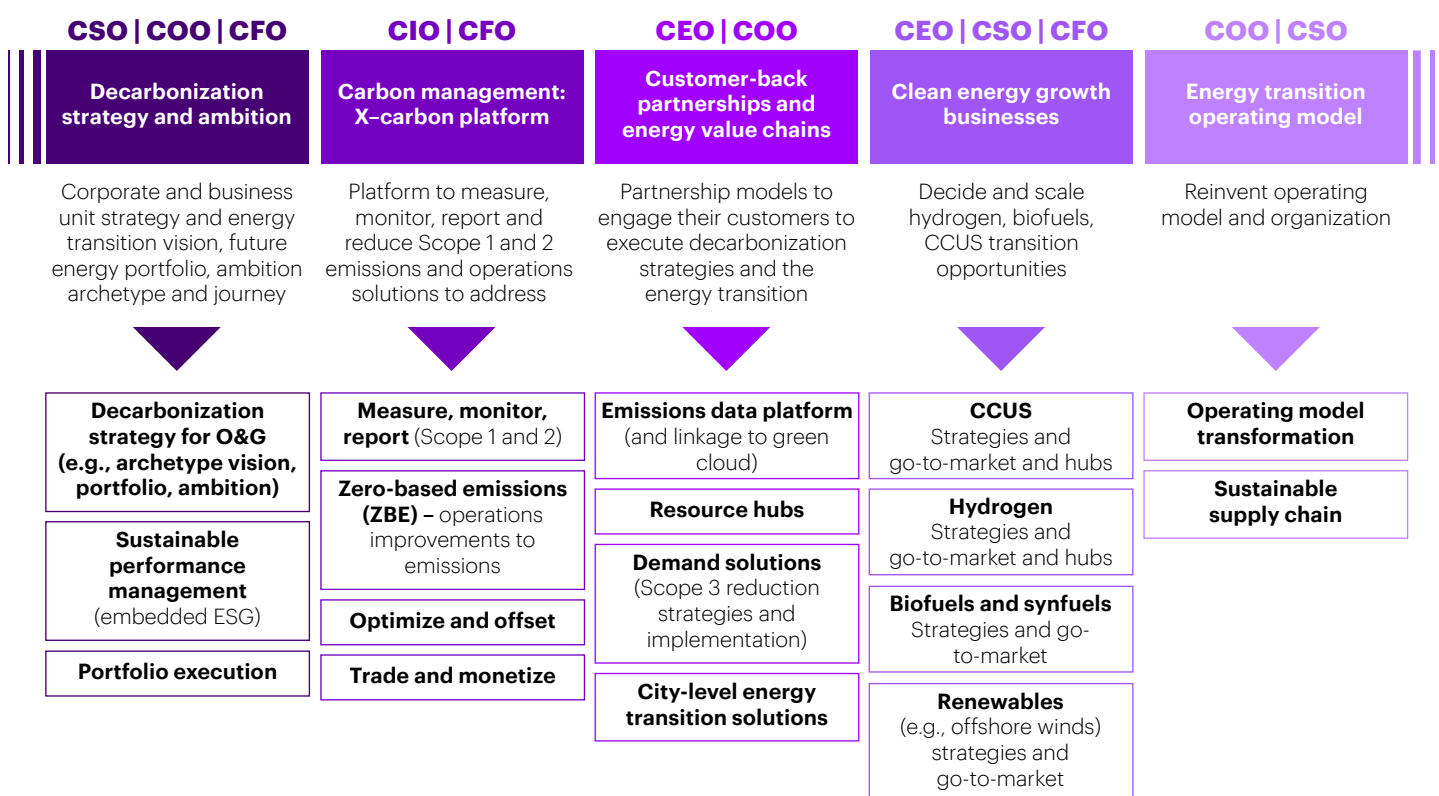 CSO | COO | CFO
Decarbonization
strategy and ambition
Corporate and business
unit strategy and energy
transition vision, future
energy portfolio, ambition
archetype and journey
Decarbonization
strategy for O&G
(e.g., archetype vision,
portfolio, ambition)
Sustainable
performance
management
(embedded ESG)
Portfolio execution
CIO | CFO
Carbon management:
X–carbon platform
Platform to measure,
monitor, report and
reduce Scope 1 and 2
emissions and operations
solutions to address
Measure, monitor,
report (Scope 1 and 2)
Zero-based emissions
(ZBE) – operations
improvements to
emissions
Optimize and offset
Trade and monetize
CEO | COO
Customer-back
partnerships and
energy value chains
Partnership models to
engage their customers to
execute decarbonization
strategies and the
energy transition
Emissions data platform
(and linkage to green
cloud)
Resource hubs
Demand solutions
(Scope 3 reduction
strategies and
implementation)
City-level energy
transition solutions
CEO | CSO | CFO
Clean energy growth
businesses
Decide and scale
hydrogen, biofuels,
CCUS transition
opportunities
CCUS
Strategies and
go-to-market and hubs
Hydrogen
Strategies and
go-to-market and hubs
Biofuels and synfuels
Strategies and go-
to-market
Renewables
(e.g., offshore winds)
strategies and
go-to-market
COO | CSO
Energy transition
operating model
Reinvent operating
model and organization
Operating model
transformation
Sustainable
supply chain